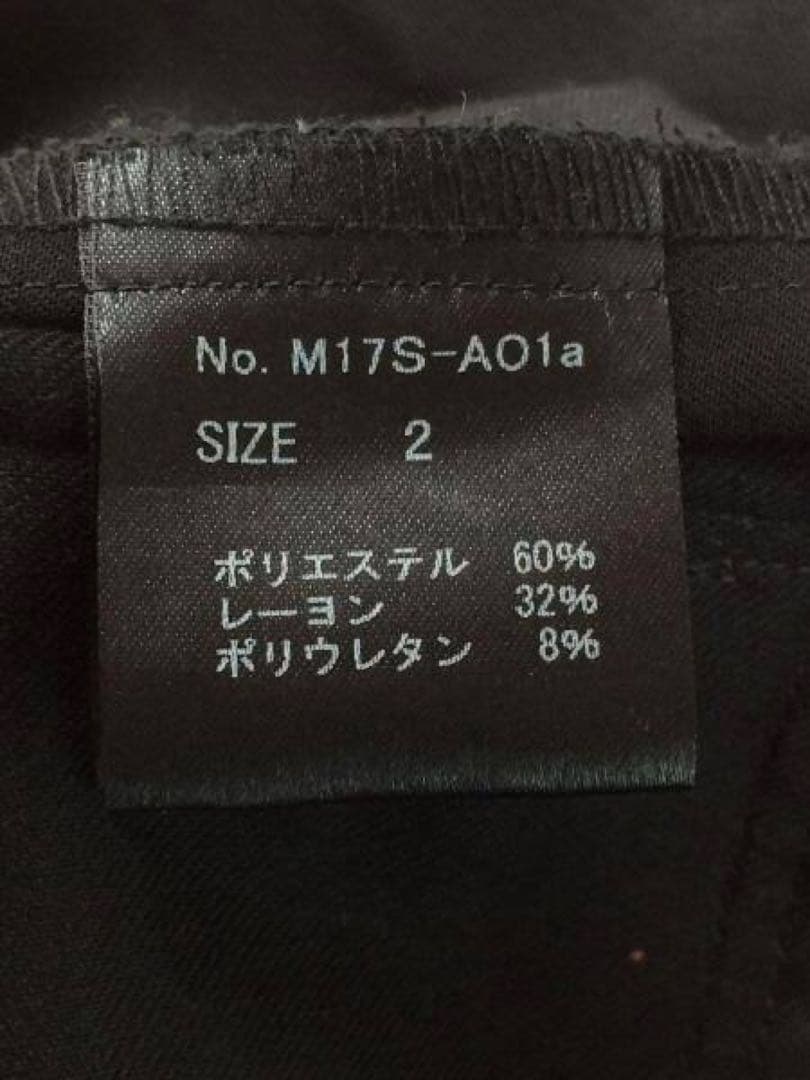 No. M17S-A01a
SIZE 2
ポリエステル 60%
レーヨン 32%
ポリウレタン 8%